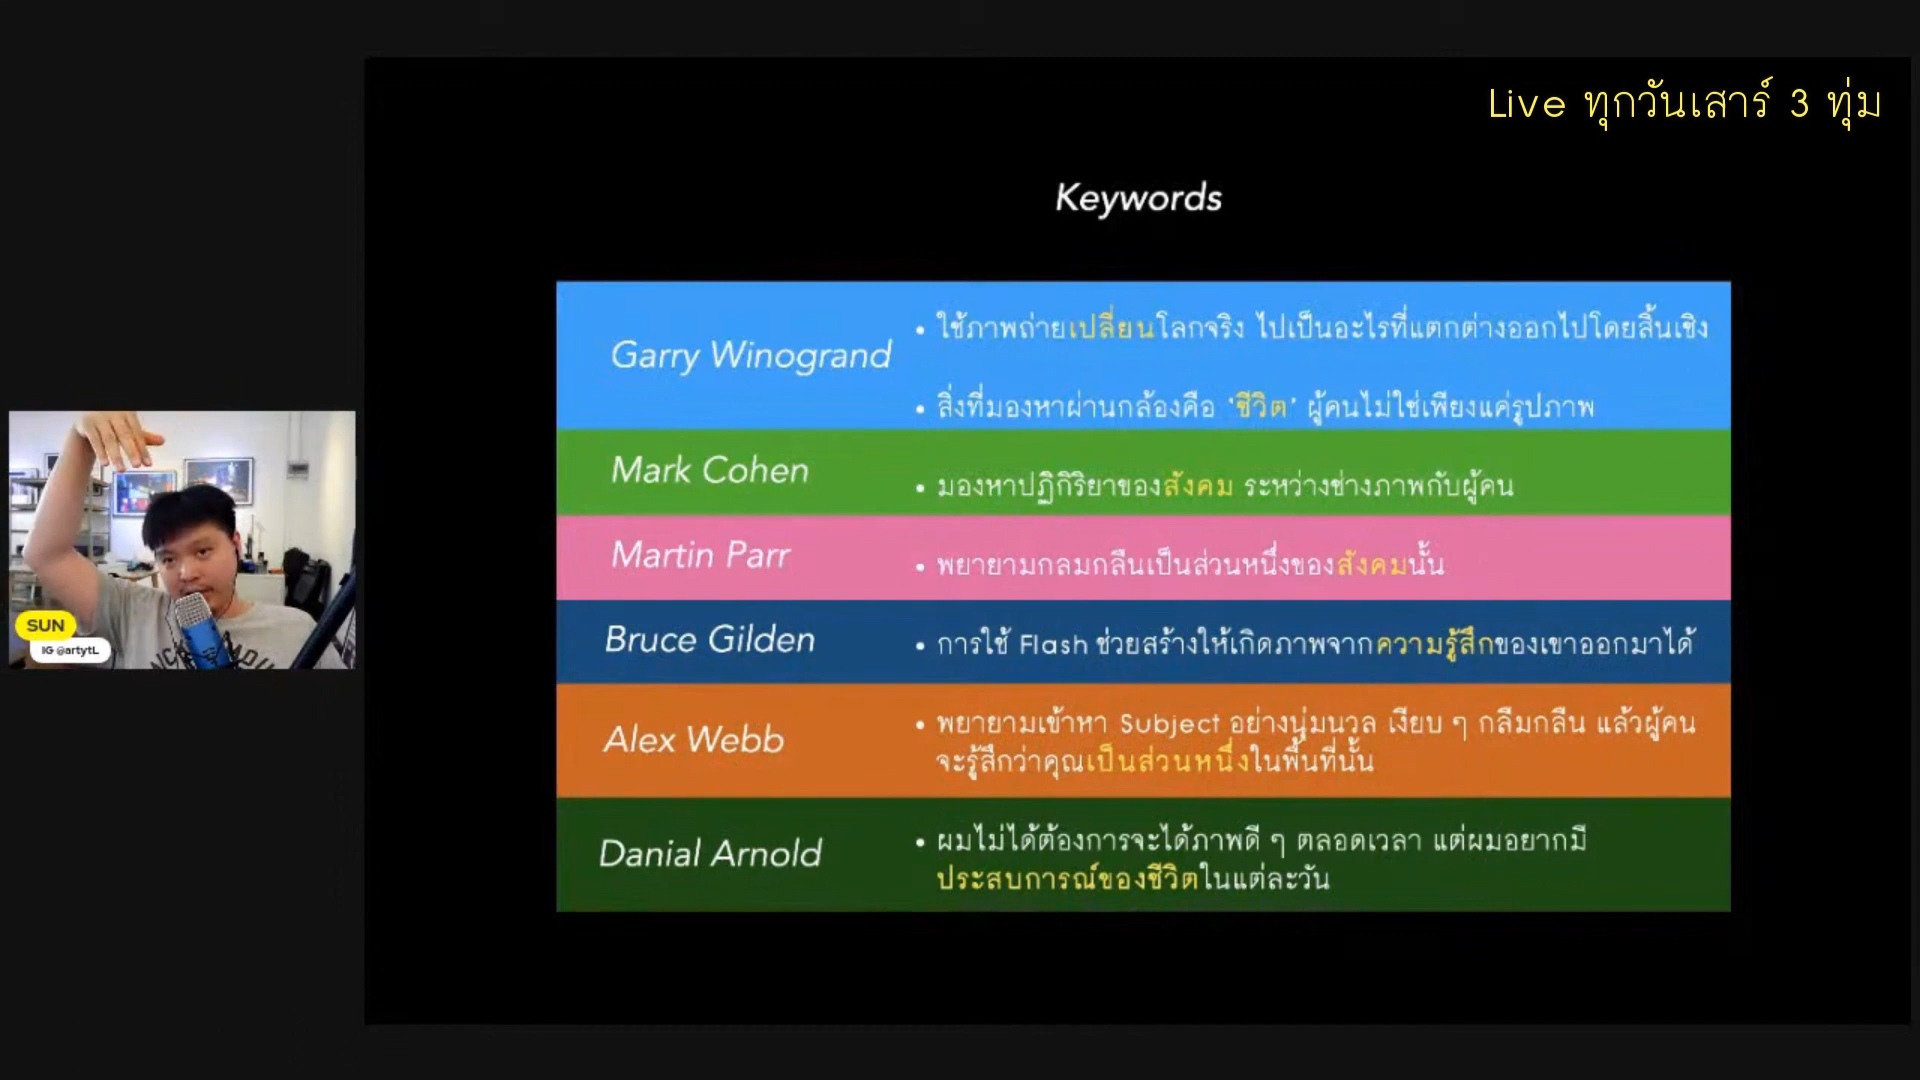 Live ทุกวันเสาร์ 3 ทุ่ม
Keywords
Garry Winogrand
• ใช้ภาพถ่ายเปลี่ยนโลกจริง ไปเป็นอะไรที่แตกต่างออกไปโดยสิ้นเชิง
• สิ่งที่มองหาผ่านกล้องคือ 'ชีวิต' ผู้คนไม่ใช่เพียงแค่รูปภาพ
Mark Cohen
• มองหาปฏิกิริยาของสังคม ระหว่างช่างภาพกับผู้คน
Martin Parr
• พยายามกลมกลืนเป็นส่วนหนึ่งของสังคมนั้น
Bruce Gilden
• การใช้ Flash ช่วยสร้างให้เกิดภาพจากความรู้สึกของเขาออกมาได้
Alex Webb
• พยายามเข้าหา Subject อย่างนุ่มนวล เงียบ ๆ กลืมกลืน แล้วผู้คน
จะรู้สึกว่าคุณเป็นส่วนหนึ่งในพื้นที่นั้น
Danial Arnold
• ผมไม่ได้ต้องการจะได้ภาพดี ๆ ตลอดเวลา แต่ผมอยากมี
ประสบการณ์ของชีวิตในแต่ละวัน
SUN
IG @artytL